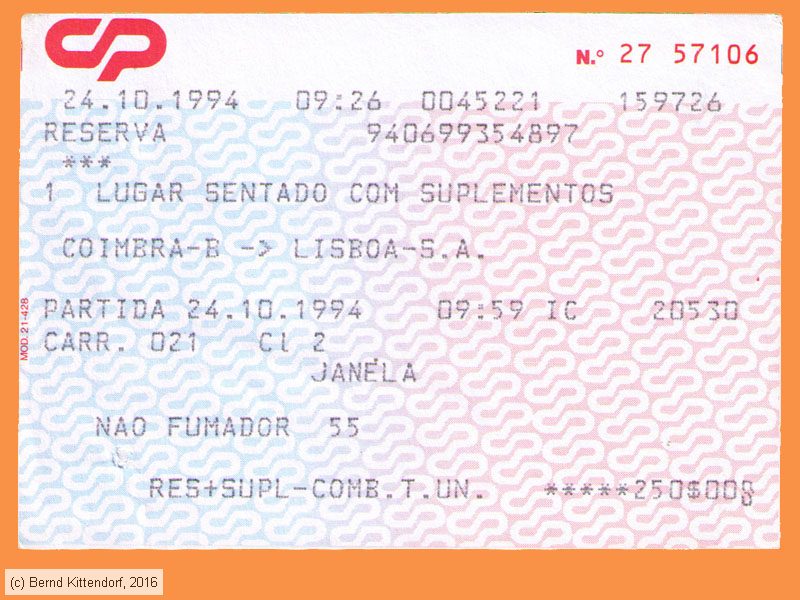 CP
N.º 27 57106
24.10.1994 09:26 0045221 159726
RESERVA 940699354897
***
1 LUGAR SENTADO COM SUPLEMENTOS
COIMBRA-B -> LISBOA-S.A.
PARTIDA 24.10.1994 09:59 IC 20530
CARR. 021 Cl 2
JANELA
NAO FUMADOR 55
RES+SUPL-COMB.T.UN. *****250$00
MOD. 21-428
(c) Bernd Kittendorf, 2016